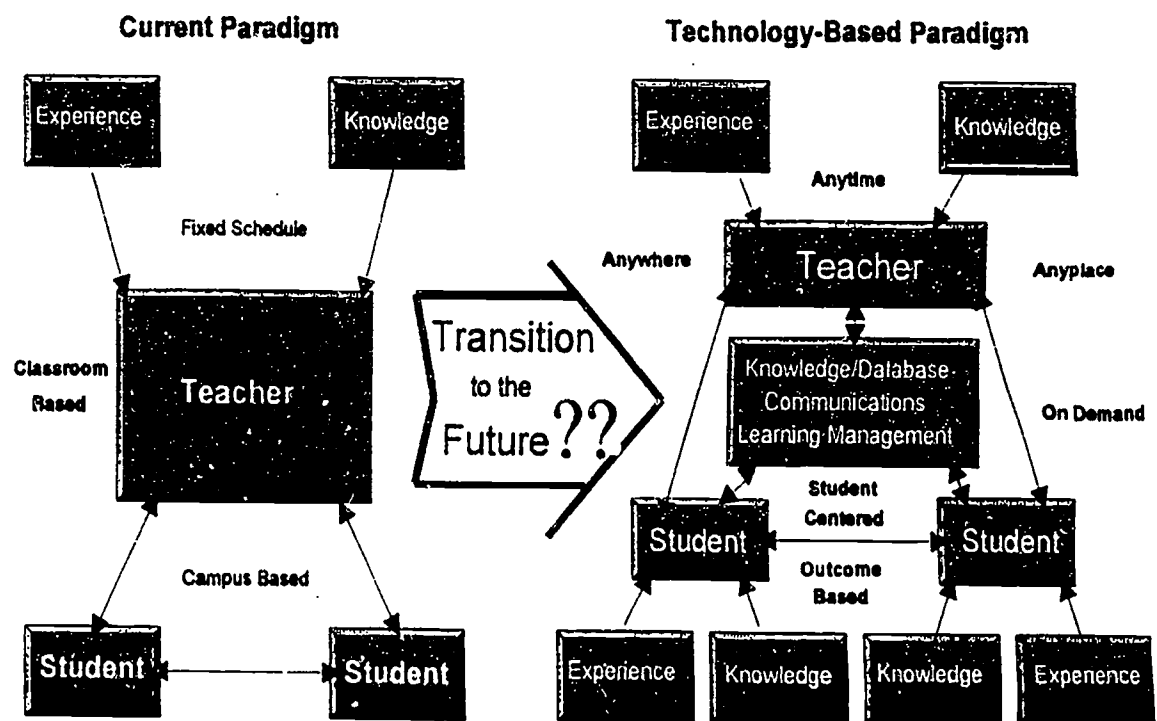 Current Paradigm
Experience
Knowledge
Fixed Schedule
Classroom
Based
Teacher
Campus Based
Student
Student
Transition
to the
Future ??
Technology-Based Paradigm
Experience
Knowledge
Anytime
Anywhere
Teacher
Anyplace
Knowledge/Database
Communications
Learning Management
On Demand
Student
Centered
Student
Student
Outcome
Based
Experience
Knowledge
Knowledge
Experience